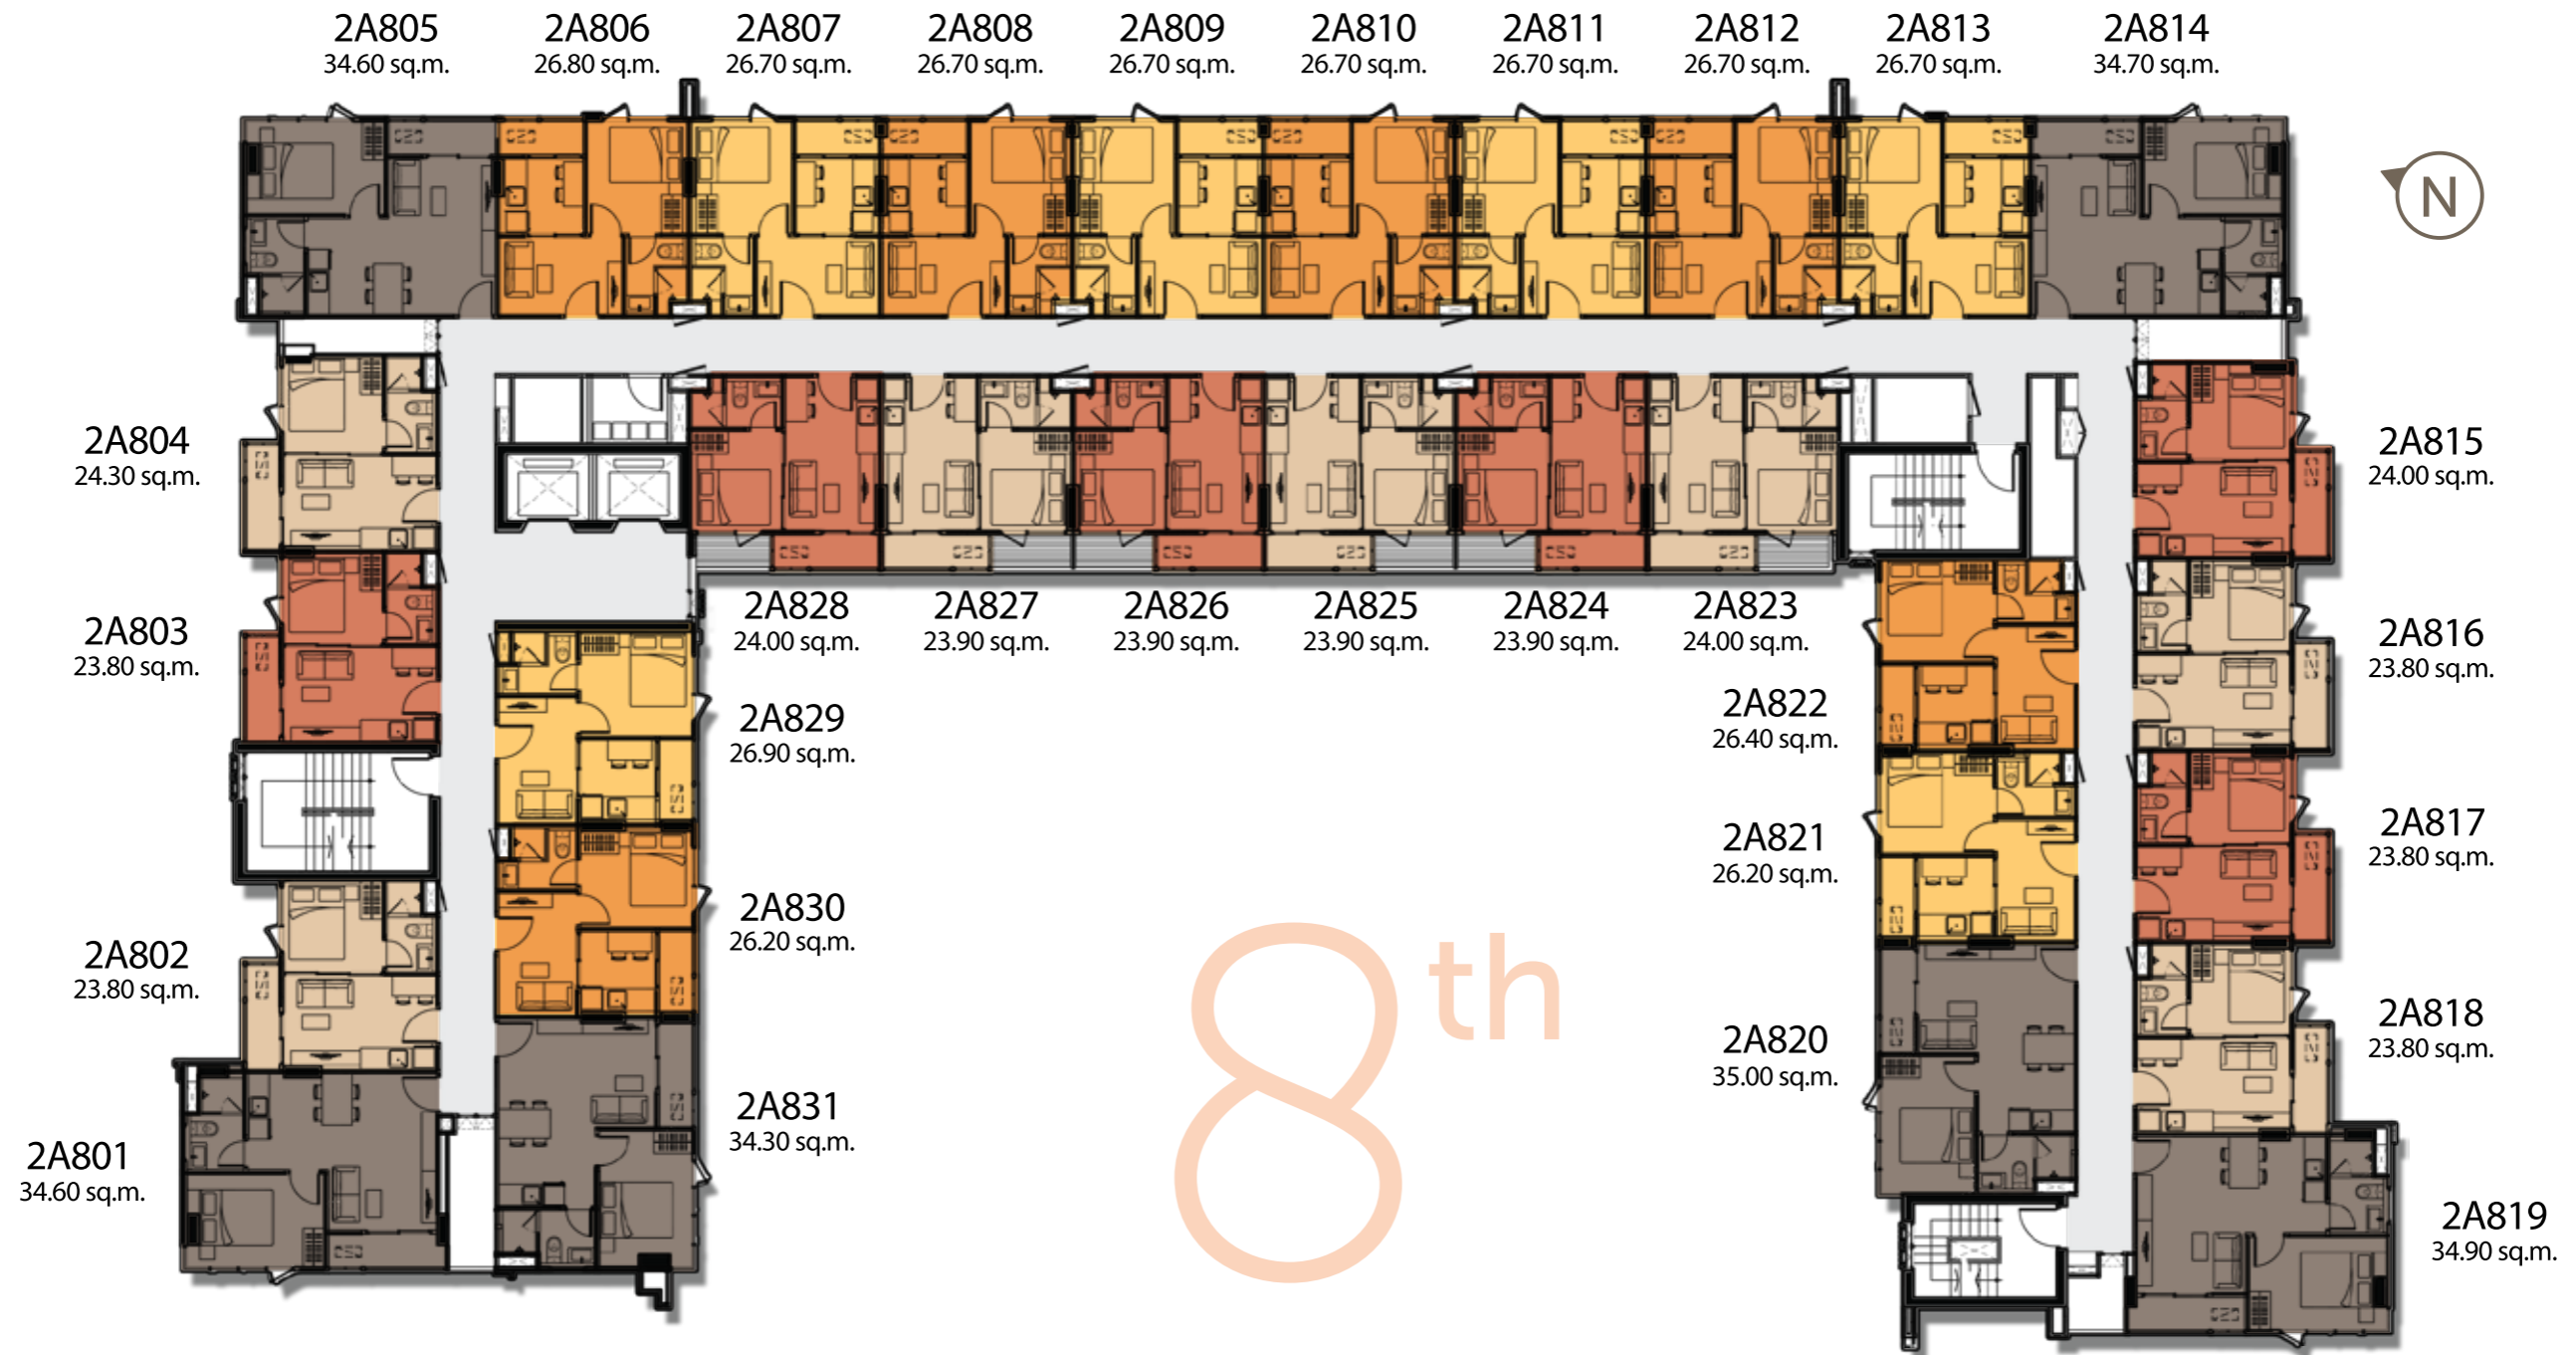 2A805
34.60 sq.m.
2A806
26.80 sq.m.
2A807
26.70 sq.m.
2A808
26.70 sq.m.
2A809
26.70 sq.m.
2A810
26.70 sq.m.
2A811
26.70 sq.m.
2A812
26.70 sq.m.
2A813
26.70 sq.m.
2A814
34.70 sq.m.
N
2A804
24.30 sq.m.
2A815
24.00 sq.m.
2A803
23.80 sq.m.
2A828
24.00 sq.m.
2A827
23.90 sq.m.
2A826
23.90 sq.m.
2A825
23.90 sq.m.
2A824
23.90 sq.m.
2A823
24.00 sq.m.
2A816
23.80 sq.m.
2A829
26.90 sq.m.
2A822
26.40 sq.m.
2A821
26.20 sq.m.
2A817
23.80 sq.m.
2A802
23.80 sq.m.
2A830
26.20 sq.m.
8th
2A820
35.00 sq.m.
2A818
23.80 sq.m.
2A801
34.60 sq.m.
2A831
34.30 sq.m.
2A819
34.90 sq.m.